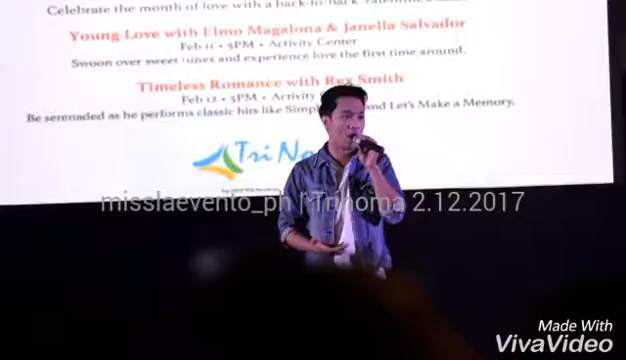 Celebrate the month of love with a back-to-back
Young Love with Elmo Magalona & Janella Salvador
Feb 11 • 5PM • Activity Center
Swoon over sweet tunes and experience love the first time around.
Timeless Romance with Rex Smith
Feb 12 • 5PM • Activity
Be serenaded as he performs classic hits like Simpl and Let's Make a Memory.
Tri No
misslaevento_ph | Trinoma 2.12.2017
Made With
VivaVideo